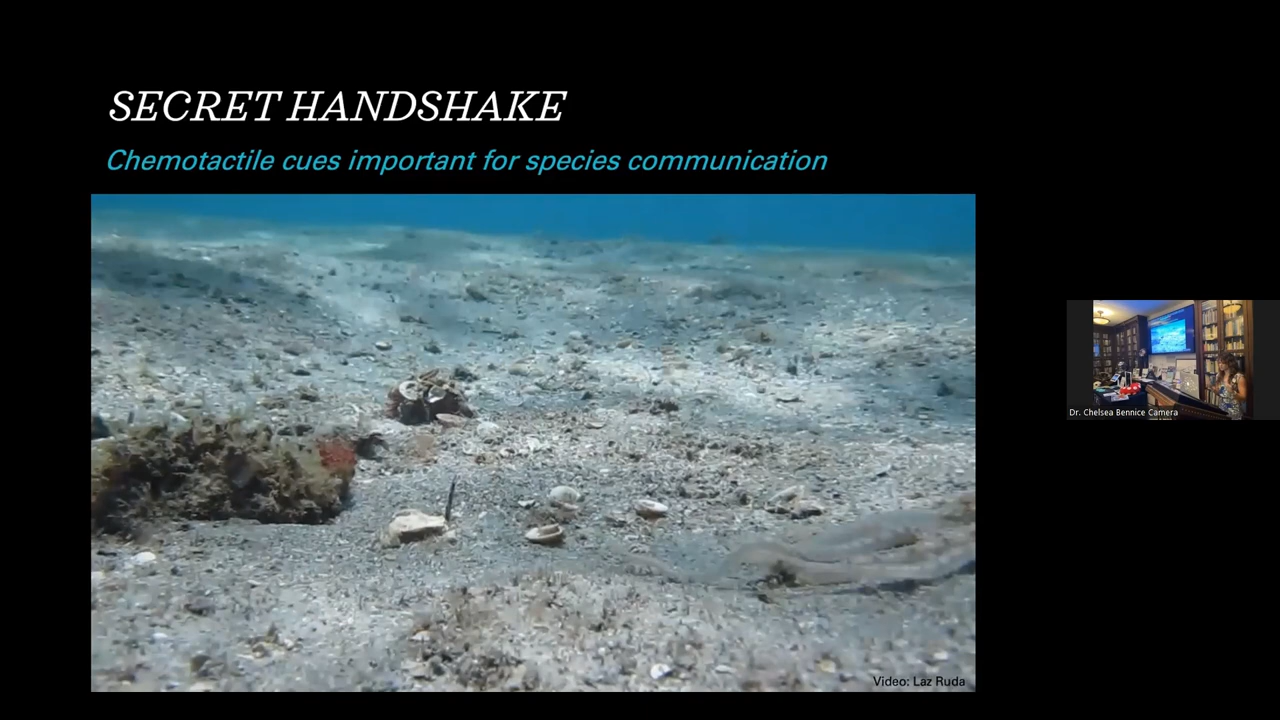 SECRET HANDSHAKE
Chemotactile cues important for species communication
Dr. Chelsea Bennice Camera
Video: Laz Ruda